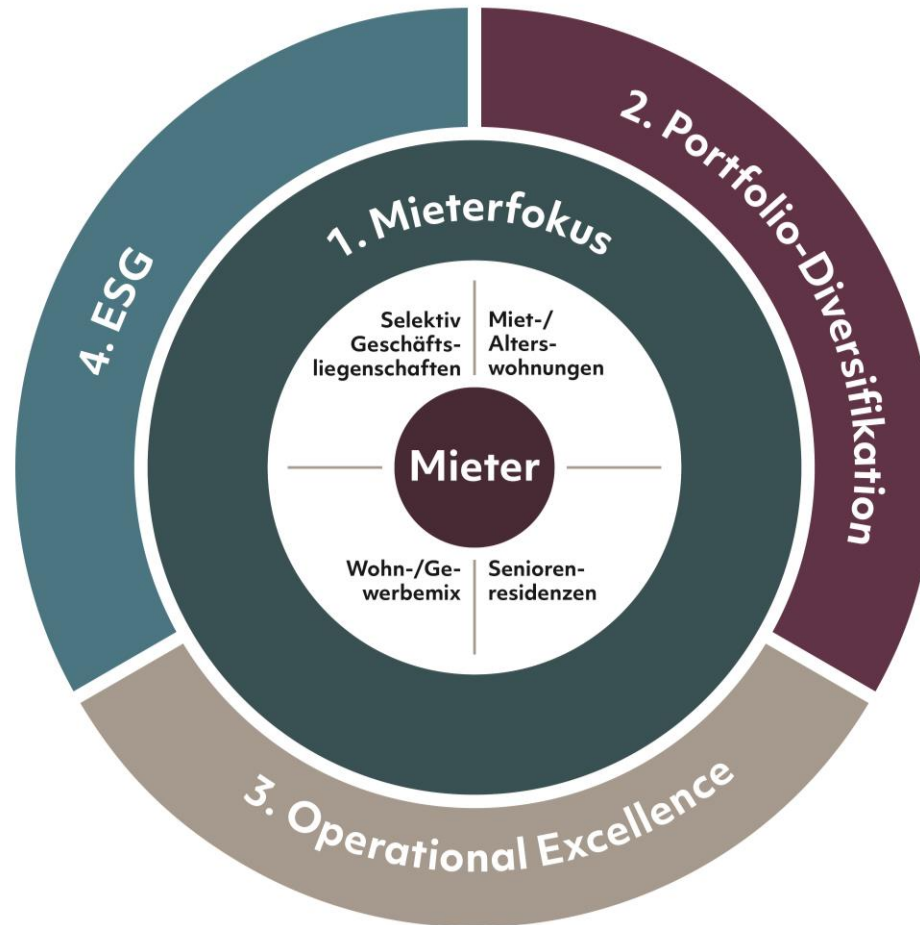 1. Mieterfokus
2. Portfolio-Diversifikation
3. Operational Excellence
4. ESG
Selektiv
Geschäfts-
liegenschaften
Miet-/
Alters-
wohnungen
Mieter
Wohn-/Ge-
werbemix
Senioren-
residenzen